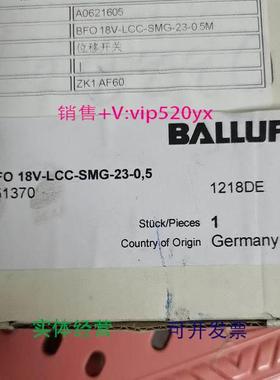 A0621605
BFO 18V-LCC-SMG-23-0.5M
位移开关
ZK1 AF60
销售+V:vip520yx
BALLUF
FO 18V-LCC-SMG-23-0,5
1370
1218DE
Stück/Pieces 1
Country of Origin Germany
实体经营 可开发票